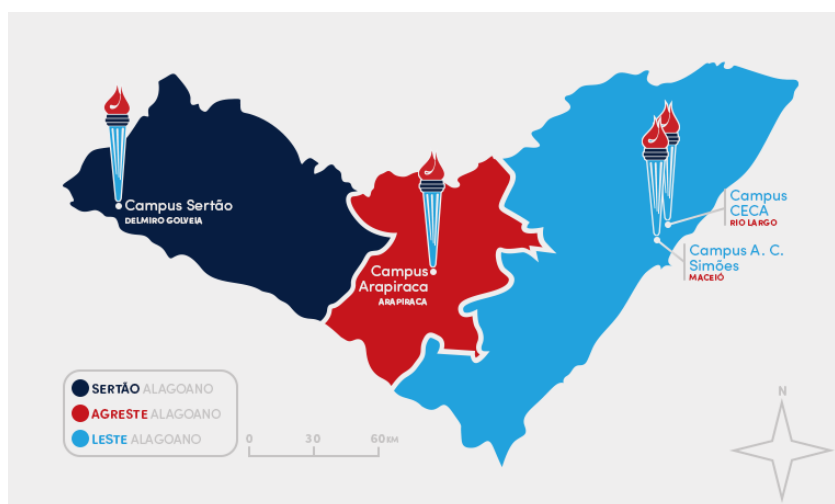 Campus Sertão
DELMIRO GOLVEIA
Campus
Arapiraca
ARAPIRACA
Campus
CECA
RIO LARGO
Campus A. C.
Simões
MACEIÓ
SERTÃO ALAGOANO
AGRESTE ALAGOANO
LESTE ALAGOANO
0 30 60 KM
N